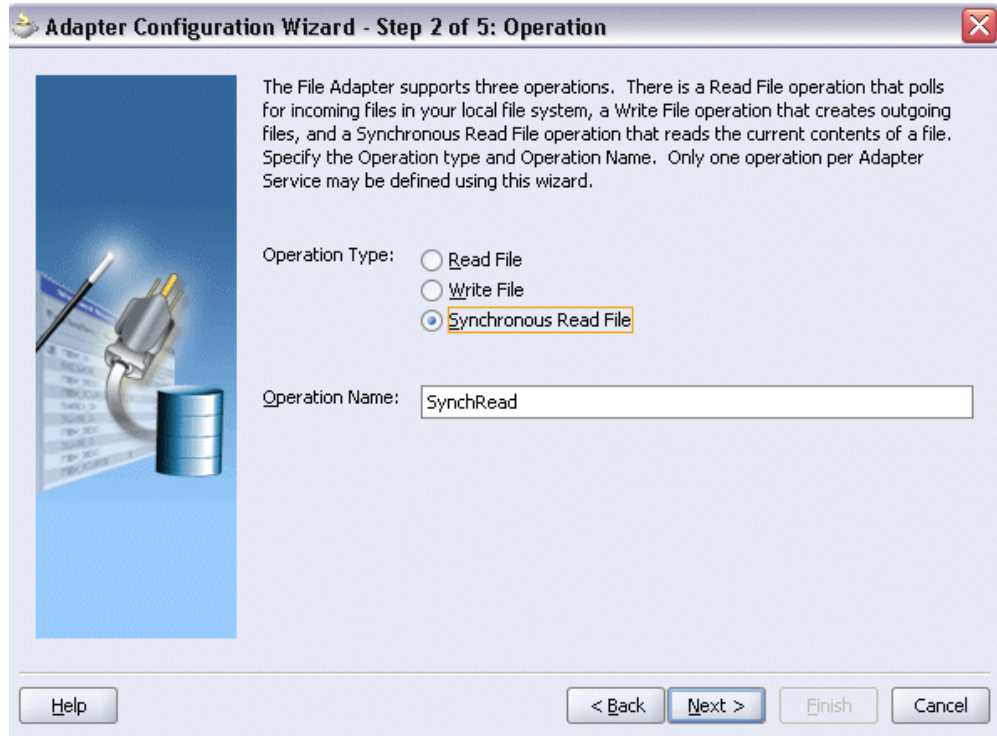 Adapter Configuration Wizard - Step 2 of 5: Operation
The File Adapter supports three operations. There is a Read File operation that polls
for incoming files in your local file system, a Write File operation that creates outgoing
files, and a Synchronous Read File operation that reads the current contents of a file.
Specify the Operation type and Operation Name. Only one operation per Adapter
Service may be defined using this wizard.
Operation Type:
Read File
Write File
Synchronous Read File
Operation Name:
SynchRead
Help
< Back
Next >
Finish
Cancel